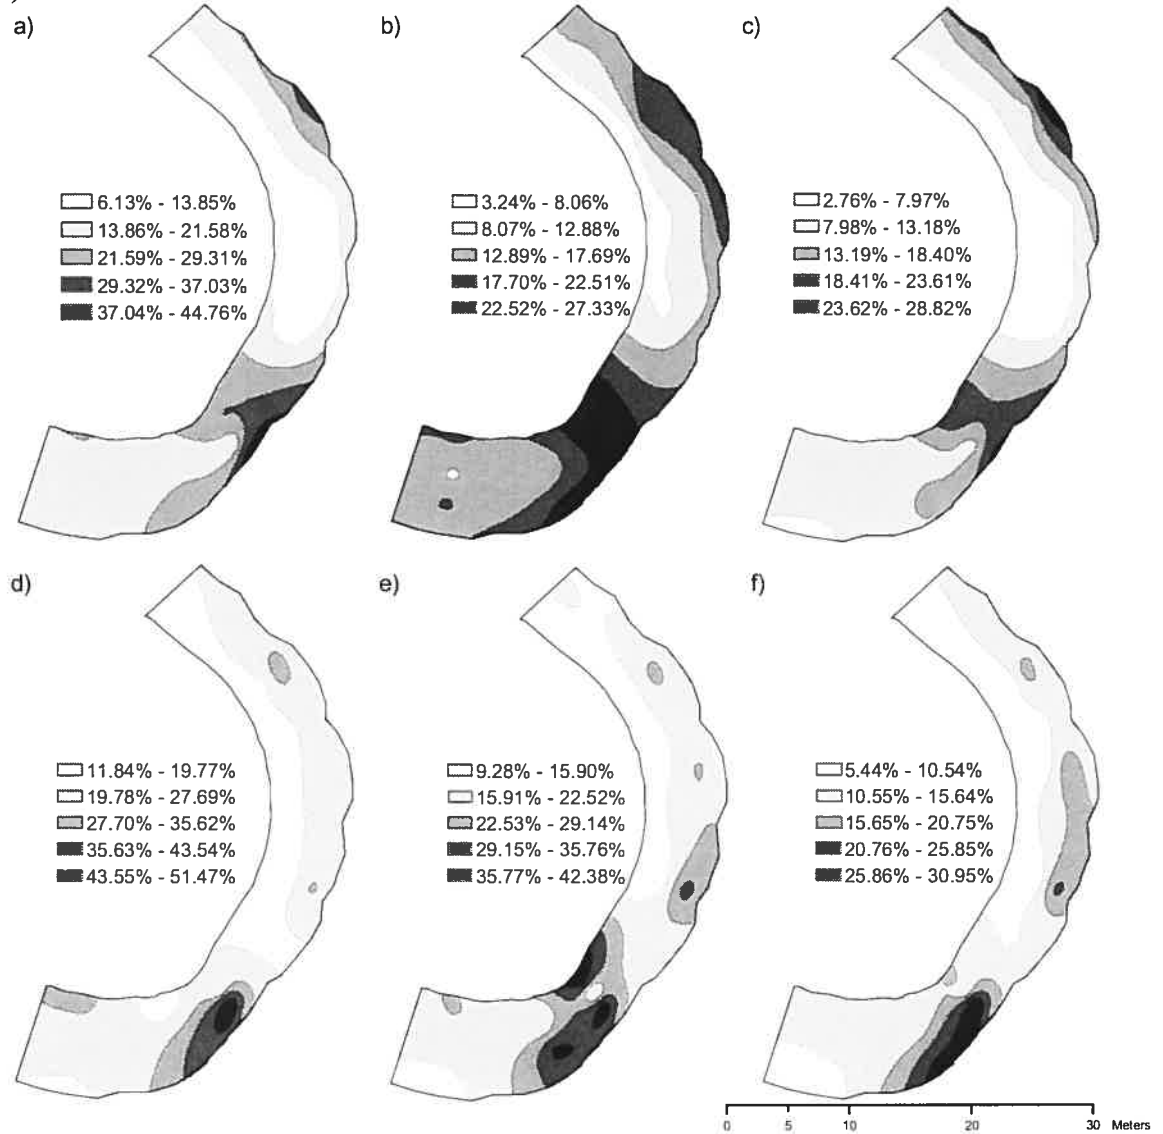 a)
b)
c)
6.13% - 13.85%
13.86% - 21.58%
21.59% - 29.31%
29.32% - 37.03%
37.04% - 44.76%
3.24% - 8.06%
8.07% - 12.88%
12.89% - 17.69%
17.70% - 22.51%
22.52% - 27.33%
2.76% - 7.97%
7.98% - 13.18%
13.19% - 18.40%
18.41% - 23.61%
23.62% - 28.82%
d)
e)
f)
11.84% - 19.77%
19.78% - 27.69%
27.70% - 35.62%
35.63% - 43.54%
43.55% - 51.47%
9.28% - 15.90%
15.91% - 22.52%
22.53% - 29.14%
29.15% - 35.76%
35.77% - 42.38%
5.44% - 10.54%
10.55% - 15.64%
15.65% - 20.75%
20.76% - 25.85%
25.86% - 30.95%
0 5 10 20 30 Meters